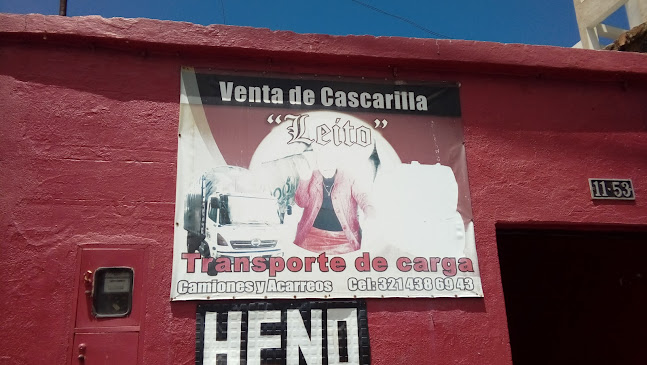 Venta de Cascarilla
"Leito"
11-53
Transporte de carga
Camiones y Acarreos Cel: 321 438 69 43
HENO